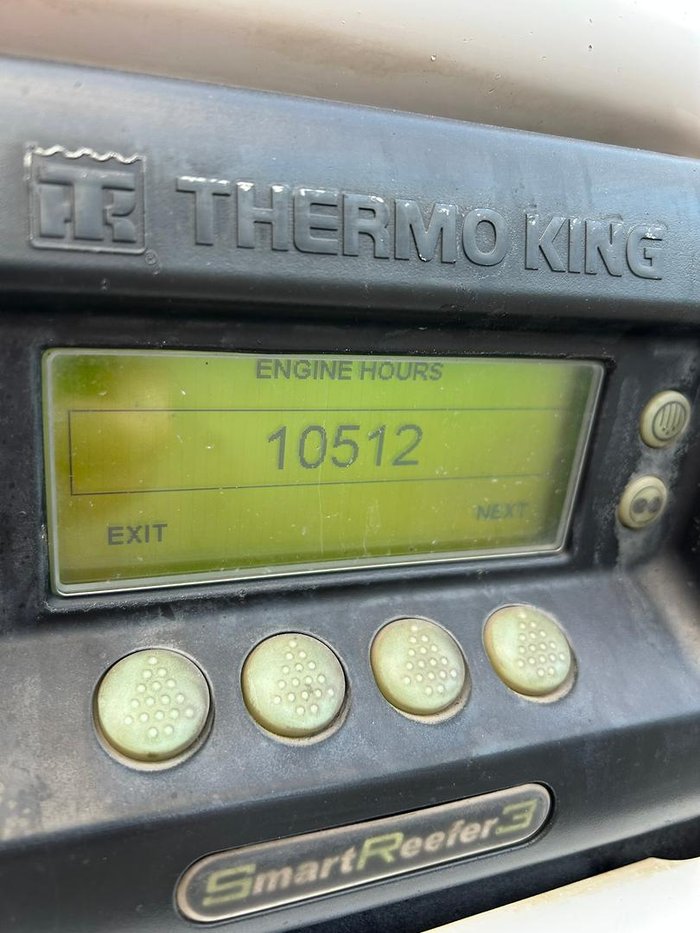 THERMO KING
ENGINE HOURS
10512
EXIT NEXT
SmartReefer3